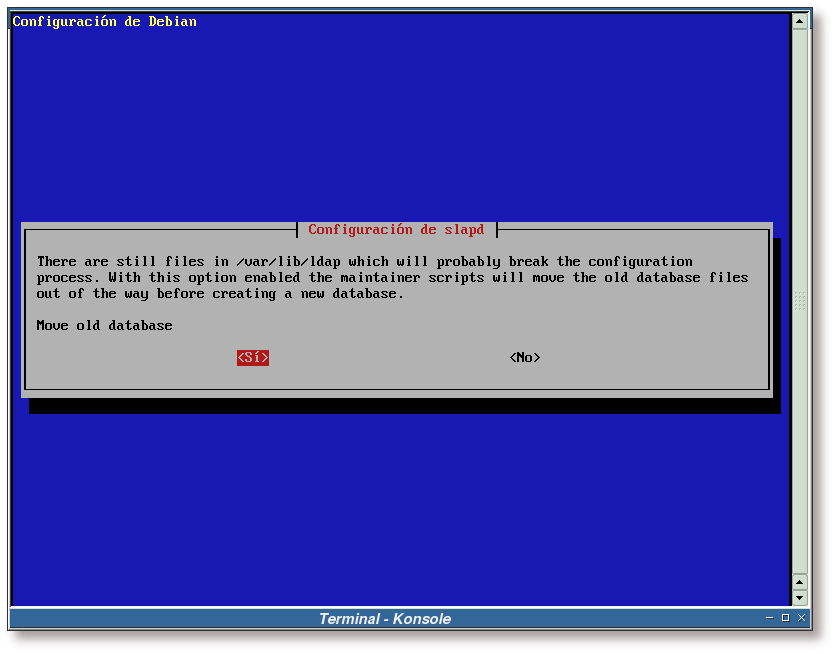 Configuración de Debian
Configuración de slapd
There are still files in /var/lib/ldap which will probably break the configuration
process. With this option enabled the maintainer scripts will move the old database files
out of the way before creating a new database.
Move old database
<Sí> <No>
Terminal - Konsole